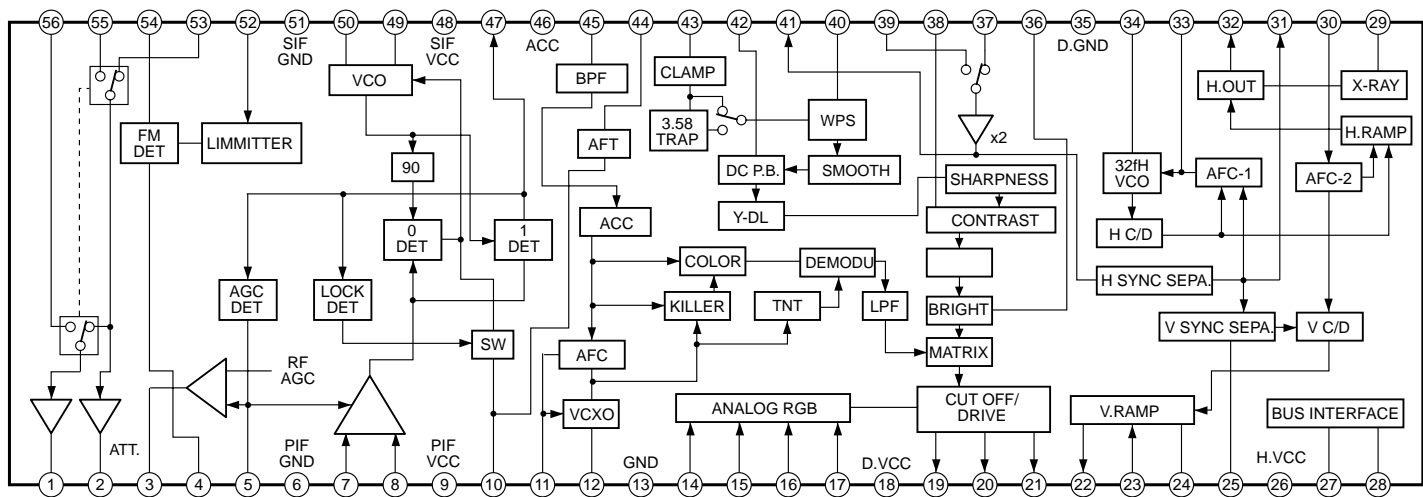 56 55 54 53 52 51 50 49 48 47 46 45 44 43 42 41 40 39 38 37 36 35 34 33 32 31 30 29
SIF GND
SIF VCC
ACC
D.GND
VCO
BPF
CLAMP
H.OUT
X-RAY
FM DET
LIMMITTER
AFT
3.58 TRAP
WPS
x2
H.RAMP
90
DC P.B.
SMOOTH
32fH VCO
AFC-1
AFC-2
SHARPNESS
ACC
Y-DL
CONTRAST
0 DET
1 DET
H C/D
COLOR
DEMODU
H SYNC SEPA.
AGC DET
LOCK DET
KILLER
TNT
LPF
BRIGHT
V SYNC SEPA.
V C/D
SW
AFC
MATRIX
RF AGC
VCXO
ANALOG RGB
CUT OFF/ DRIVE
V.RAMP
BUS INTERFACE
ATT.
PIF GND
PIF VCC
GND
D.VCC
H.VCC
1 2 3 4 5 6 7 8 9 10 11 12 13 14 15 16 17 18 19 20 21 22 23 24 25 26 27 28